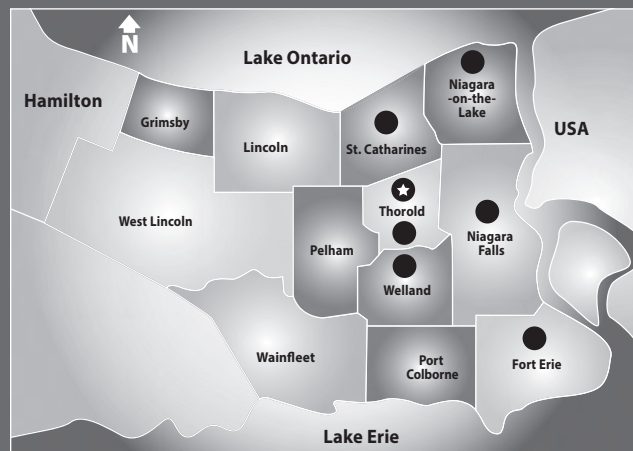 N
Lake Ontario
Hamilton
Niagara
-on-the-
Lake
Grimsby
USA
Lincoln
St. Catharines
West Lincoln
Thorold
Pelham
Niagara
Falls
Welland
Wainfleet
Port
Colborne
Fort Erie
Lake Erie